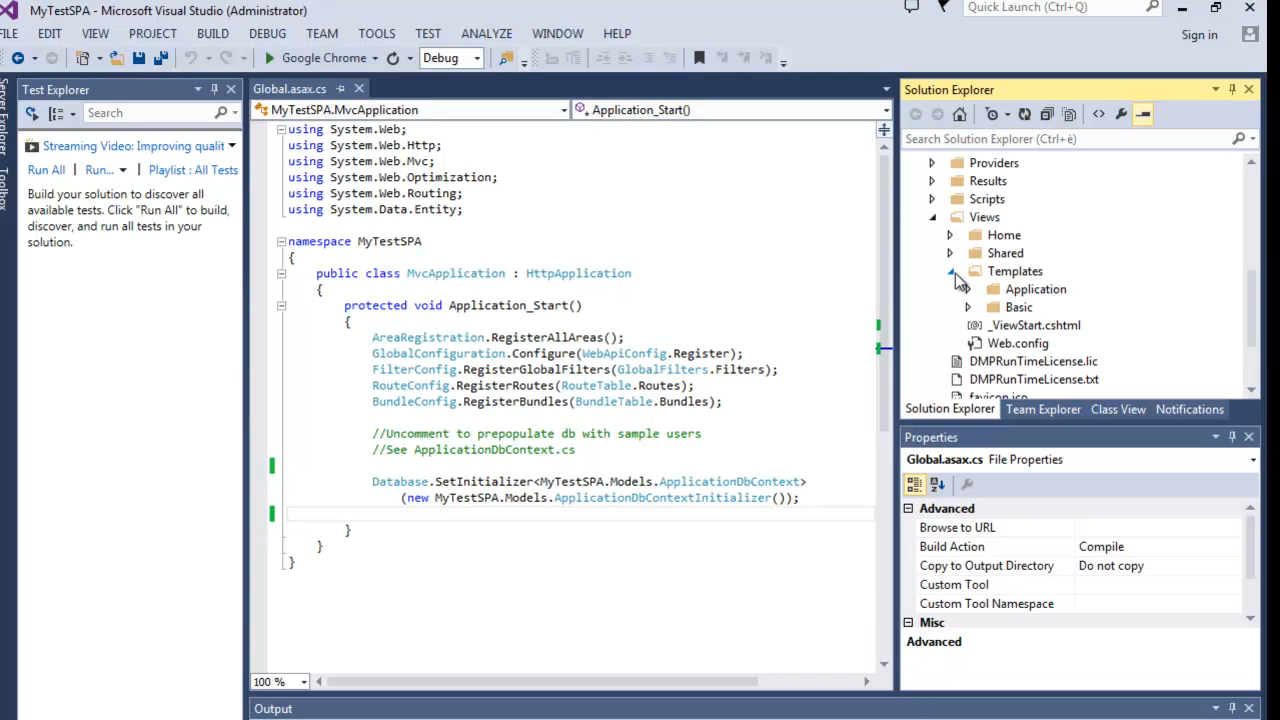 MyTestSPA - Microsoft Visual Studio (Administrator)
Quick Launch (Ctrl+Q)
FILE EDIT VIEW PROJECT BUILD DEBUG TEAM TOOLS TEST ANALYZE WINDOW HELP
Sign in
Google Chrome
Debug
Server Explorer
Toolbox
Test Explorer
Search
Streaming Video: Improving qualit
Run All Run... Playlist : All Tests
Build your solution to discover all
available tests. Click "Run All" to build,
discover, and run all tests in your
solution.
Global.asax.cs
MyTestSPA.MvcApplication
Application_Start()
using System.Web;
using System.Web.Http;
using System.Web.Mvc;
using System.Web.Optimization;
using System.Web.Routing;
using System.Data.Entity;
namespace MyTestSPA
{
public class MvcApplication : HttpApplication
{
protected void Application_Start()
{
AreaRegistration.RegisterAllAreas();
GlobalConfiguration.Configure(WebApiConfig.Register);
FilterConfig.RegisterGlobalFilters(GlobalFilters.Filters);
RouteConfig.RegisterRoutes(RouteTable.Routes);
BundleConfig.RegisterBundles(BundleTable.Bundles);
//Uncomment to prepopulate db with sample users
//See ApplicationDbContext.cs
Database.SetInitializer<MyTestSPA.Models.ApplicationDbContext>
(new MyTestSPA.Models.ApplicationDbContextInitializer());
}
}
}
100 %
Output
Solution Explorer
Search Solution Explorer (Ctrl+è)
Providers
Results
Scripts
Views
Home
Shared
Templates
Application
Basic
_ViewStart.cshtml
Web.config
DMPRunTimeLicense.lic
DMPRunTimeLicense.txt
favicon.ico
Solution Explorer Team Explorer Class View Notifications
Properties
Global.asax.cs File Properties
Advanced
Browse to URL
Build Action Compile
Copy to Output Directory Do not copy
Custom Tool
Custom Tool Namespace
Misc
Advanced